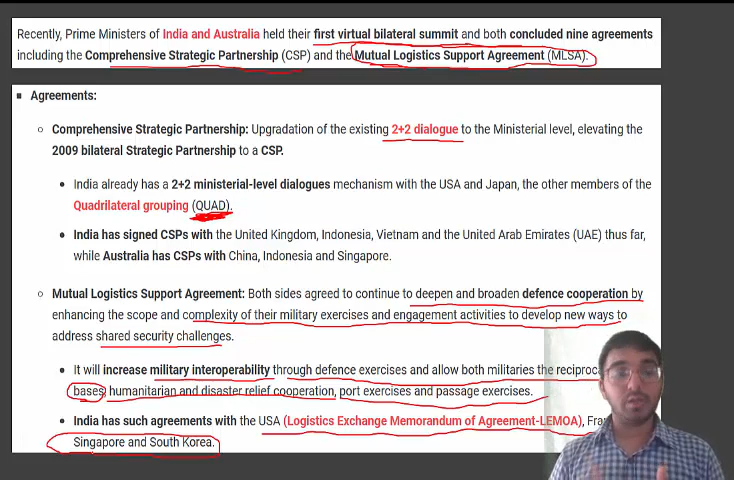 Recently, Prime Ministers of India and Australia held their first virtual bilateral summit and both concluded nine agreements
including the Comprehensive Strategic Partnership (CSP) and the Mutual Logistics Support Agreement (MLSA).
Agreements:
Comprehensive Strategic Partnership: Upgradation of the existing 2+2 dialogue to the Ministerial level, elevating the
2009 bilateral Strategic Partnership to a CSP.
India already has a 2+2 ministerial-level dialogues mechanism with the USA and Japan, the other members of the
Quadrilateral grouping (QUAD).
India has signed CSPs with the United Kingdom, Indonesia, Vietnam and the United Arab Emirates (UAE) thus far,
while Australia has CSPs with China, Indonesia and Singapore.
Mutual Logistics Support Agreement: Both sides agreed to continue to deepen and broaden defence cooperation by
enhancing the scope and complexity of their military exercises and engagement activities to develop new ways to
address shared security challenges.
It will increase military interoperability through defence exercises and allow both militaries the
bases, humanitarian and disaster relief cooperation, port exercises and passage exercises.
India has such agreements with the USA (Logistics Exchange Memorandum of Agreement-LEMOA),
Singapore and South Korea.